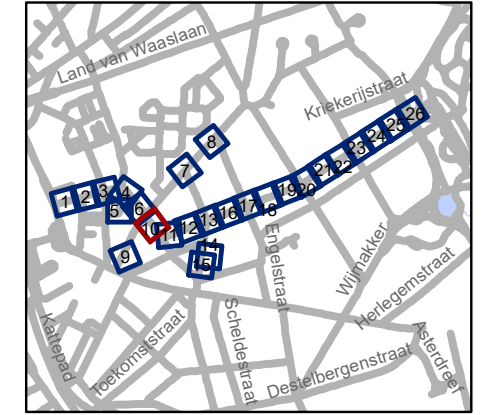 Land van Waaslaan
Kriekerijstraat
8
7
1
2
3
4
5
6
9
10
11
12
13
14
15
16
17
18
19
20
21
22
23
24
25
26
Engelstraat
Wijmakker
Herlegemstraat
Kattepad
Toekomststraat
Scheldestraat
Destelbergenstraat
Asterdreef